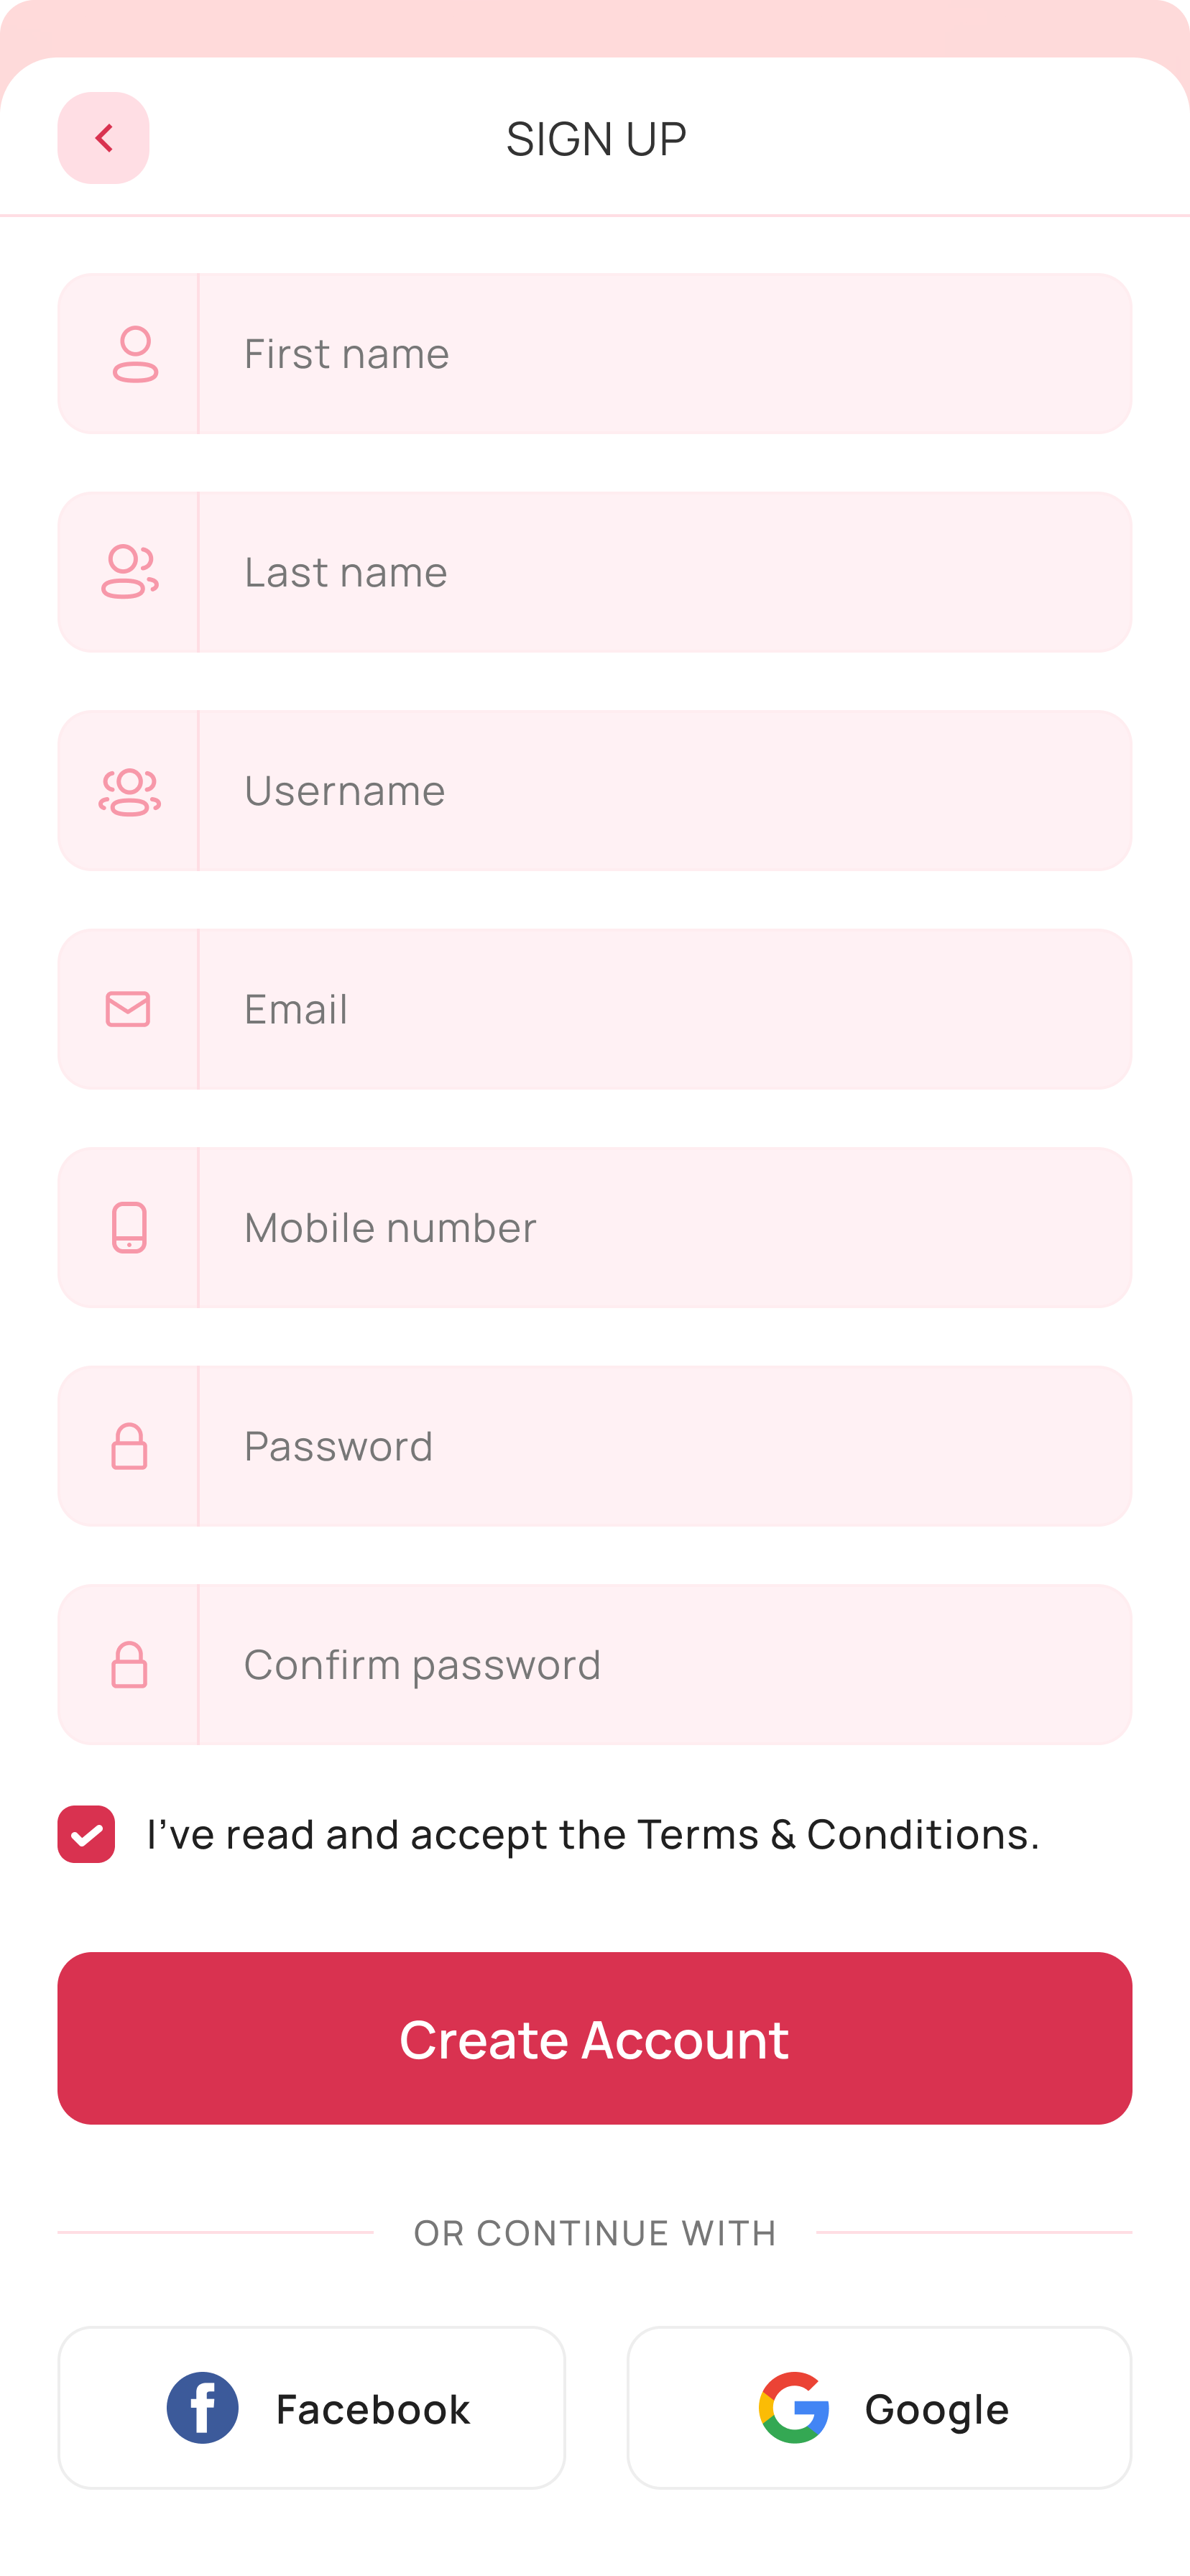 SIGN UP
First name
Last name
Username
Email
Mobile number
Password
Confirm password
I’ve read and accept the Terms & Conditions.
Create Account
OR CONTINUE WITH
Facebook
Google